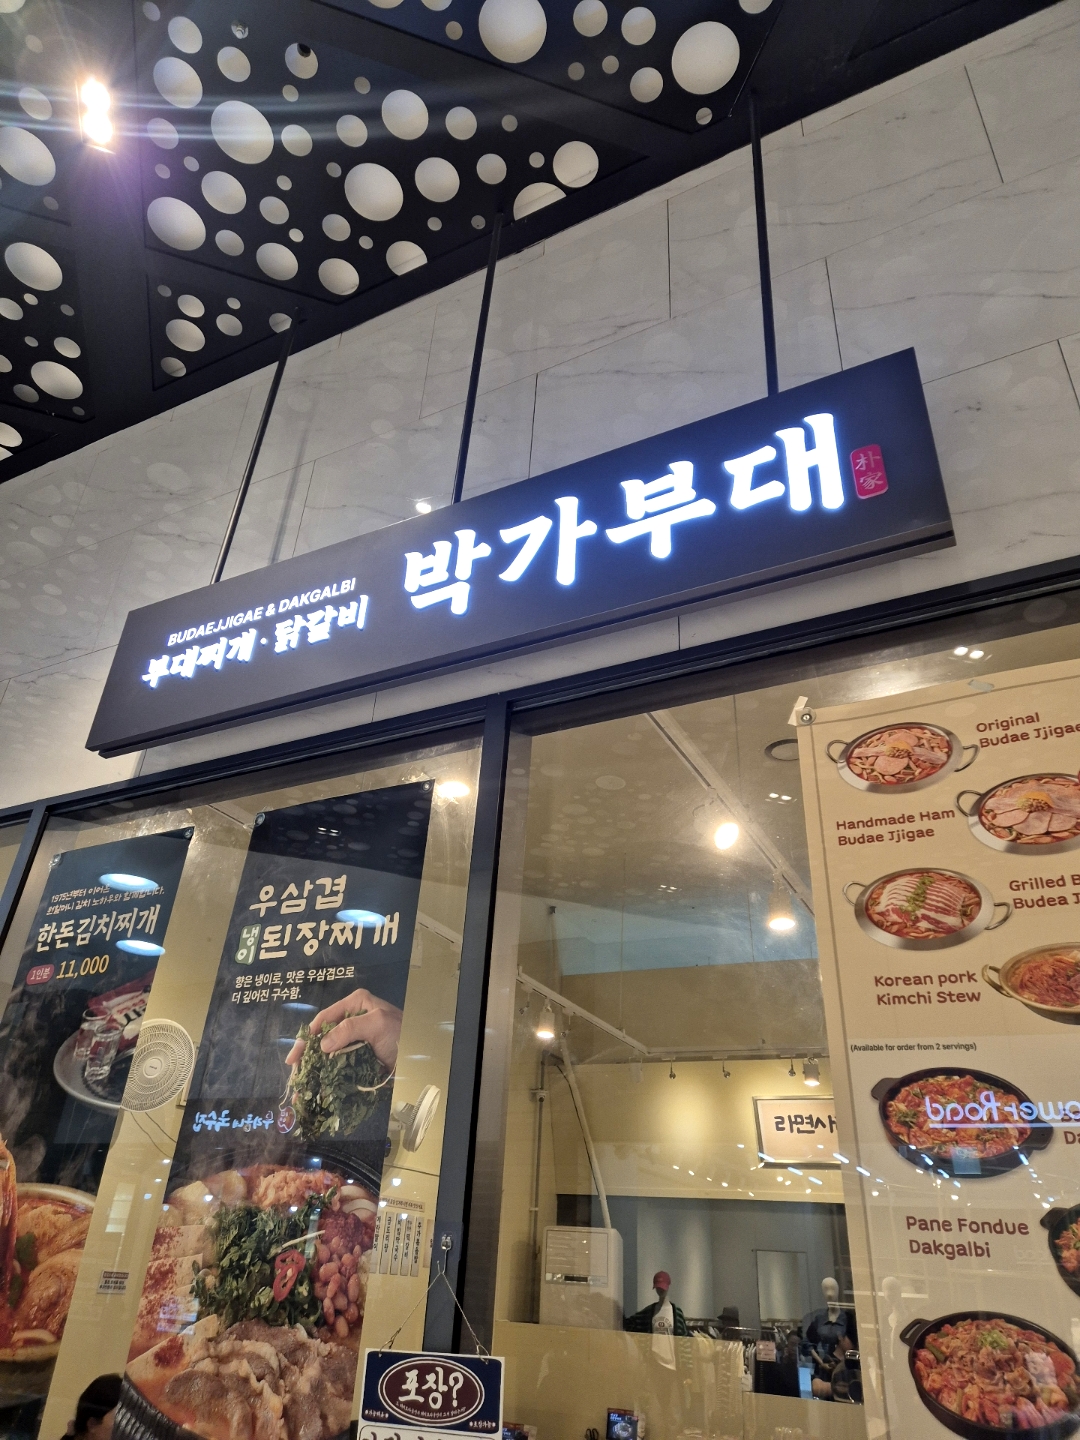 BUDAEJJIGAE & DAKGALBI
부대찌개·닭갈비
박가부대
朴家
한돈김치찌개
1인분 11,000
우삼겹
냉이된장찌개
향은 냉이로, 맛은 우삼겹으로
더 깊어진 구수함.
포장?
Original
Budae Jjigae
Handmade Ham
Budae Jjigae
Grilled
Budea
Korean pork
Kimchi Stew
(Available for order from 2 servings)
Pane Fondue
Dakgalbi